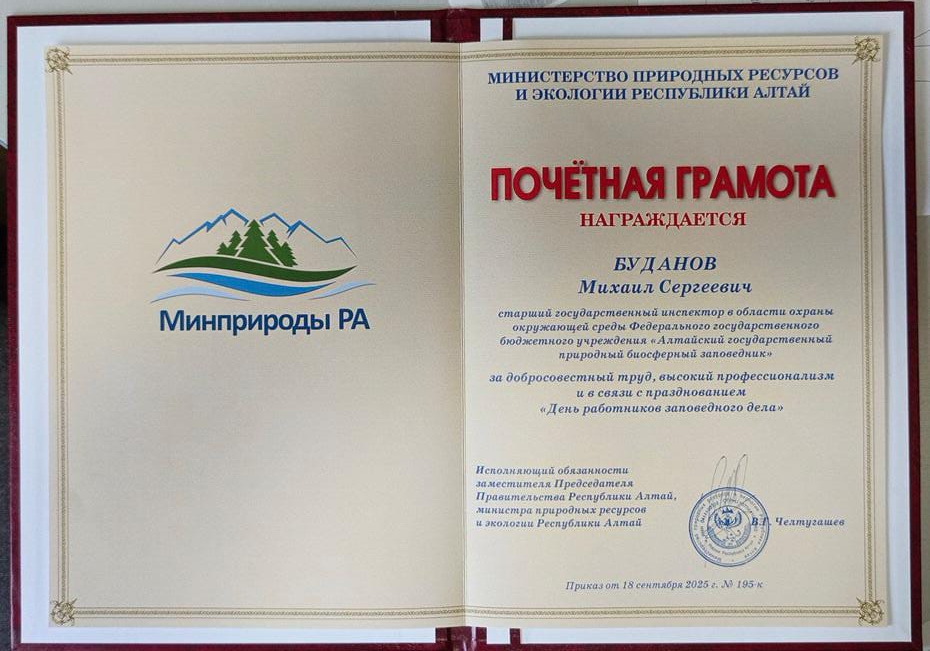 Минприроды РА
МИНИСТЕРСТВО ПРИРОДНЫХ РЕСУРСОВ
И ЭКОЛОГИИ РЕСПУБЛИКИ АЛТАЙ
ПОЧЁТНАЯ ГРАМОТА
НАГРАЖДАЕТСЯ
БУДАНОВ
Михаил Сергеевич
старший государственный инспектор в области охраны
окружающей среды Федерального государственного
бюджетного учреждения «Алтайский государственный
природный биосферный заповедник»
за добросовестный труд, высокий профессионализм
и в связи с празднованием
«День работников заповедного дела»
Исполняющий обязанности
заместителя Председателя
Правительства Республики Алтай,
министра природных ресурсов
и экологии Республики Алтай
Челтугашев
Приказ от 18 сентября 2025 г. № 195-к